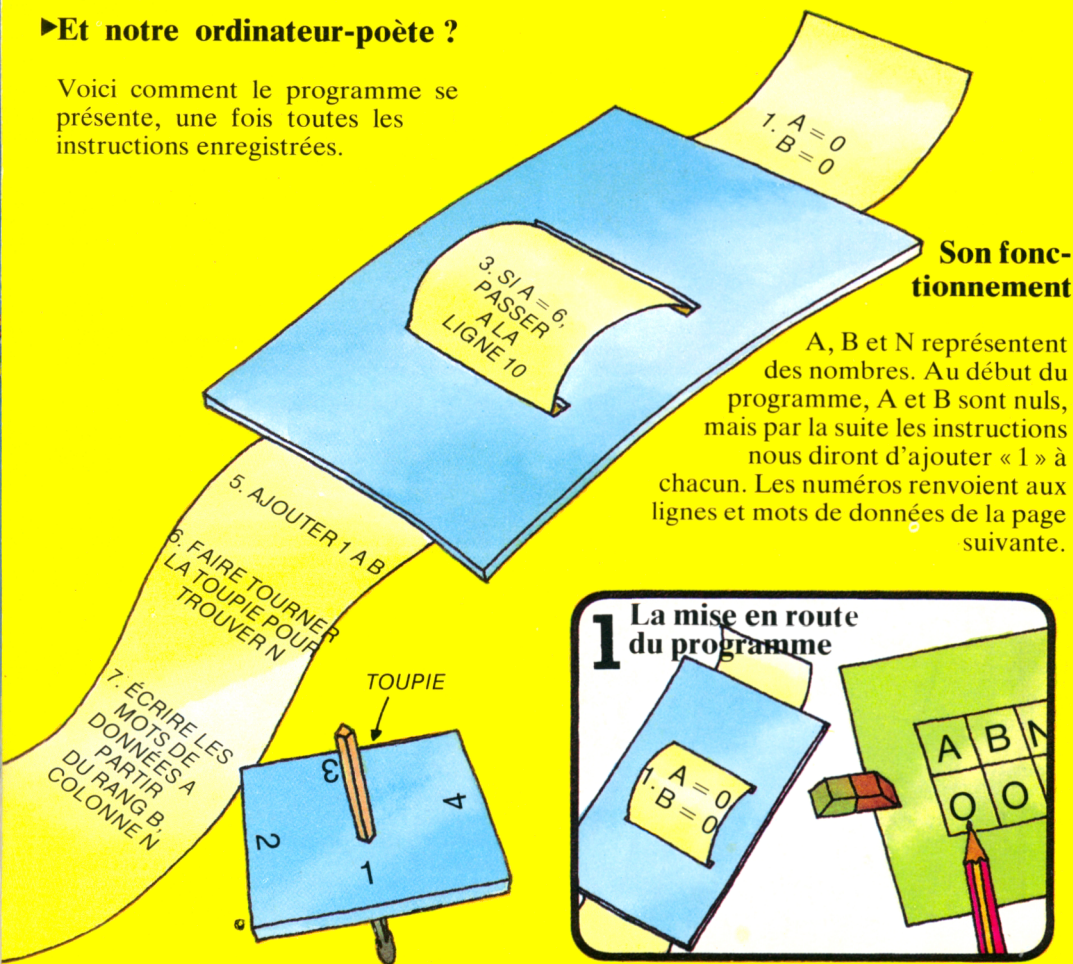 Et notre ordinateur-poète ?
Voici comment le programme se
présente, une fois toutes les
instructions enregistrées.
1. A = 0
B = 0
3. SI A = 6,
PASSER
A LA
LIGNE 10
5. AJOUTER 1 A B
6. FAIRE TOURNER
LA TOUPIE POUR
TROUVER N
7. ÉCRIRE LES
MOTS DE
DONNÉES A
PARTIR
DU RANG B,
COLONNE N
Son fonc-
tionnement
A, B et N représentent
des nombres. Au début du
programme, A et B sont nuls,
mais par la suite les instructions
nous diront d'ajouter « 1 » à
chacun. Les numéros renvoient aux
lignes et mots de données de la page
suivante.
TOUPIE
3
4
2
1
1 La mise en route
du programme
1. A = 0
B = 0
A B N
O O